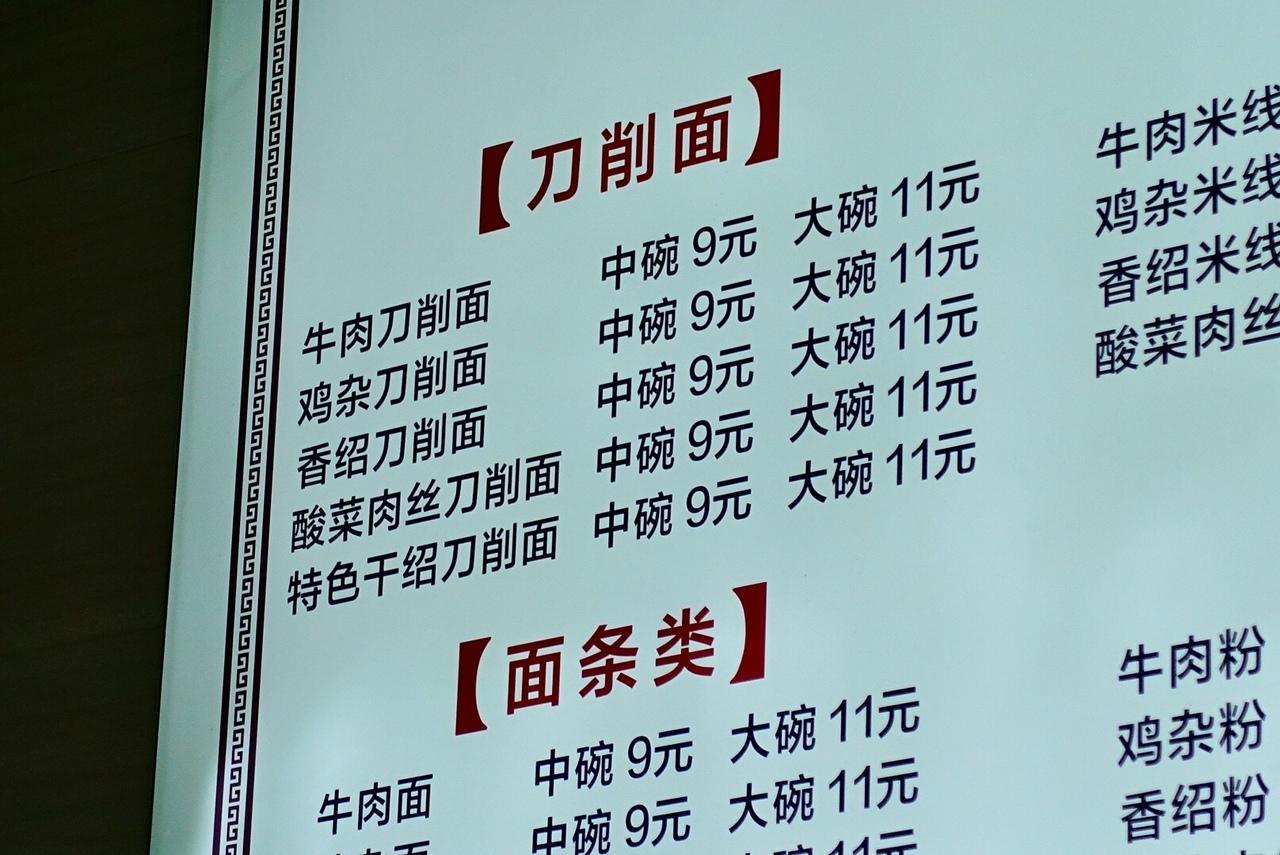 【刀削面】
牛肉刀削面 中碗 9元 大碗 11元
鸡杂刀削面 中碗 9元 大碗 11元
香绍刀削面 中碗 9元 大碗 11元
酸菜肉丝刀削面 中碗 9元 大碗 11元
特色干绍刀削面 中碗 9元 大碗 11元
【面条类】
牛肉面 中碗 9元 大碗 11元
中碗 9元 大碗 11元
牛肉米线
鸡杂米线
香绍米线
酸菜肉丝
牛肉粉
鸡杂粉
香绍粉